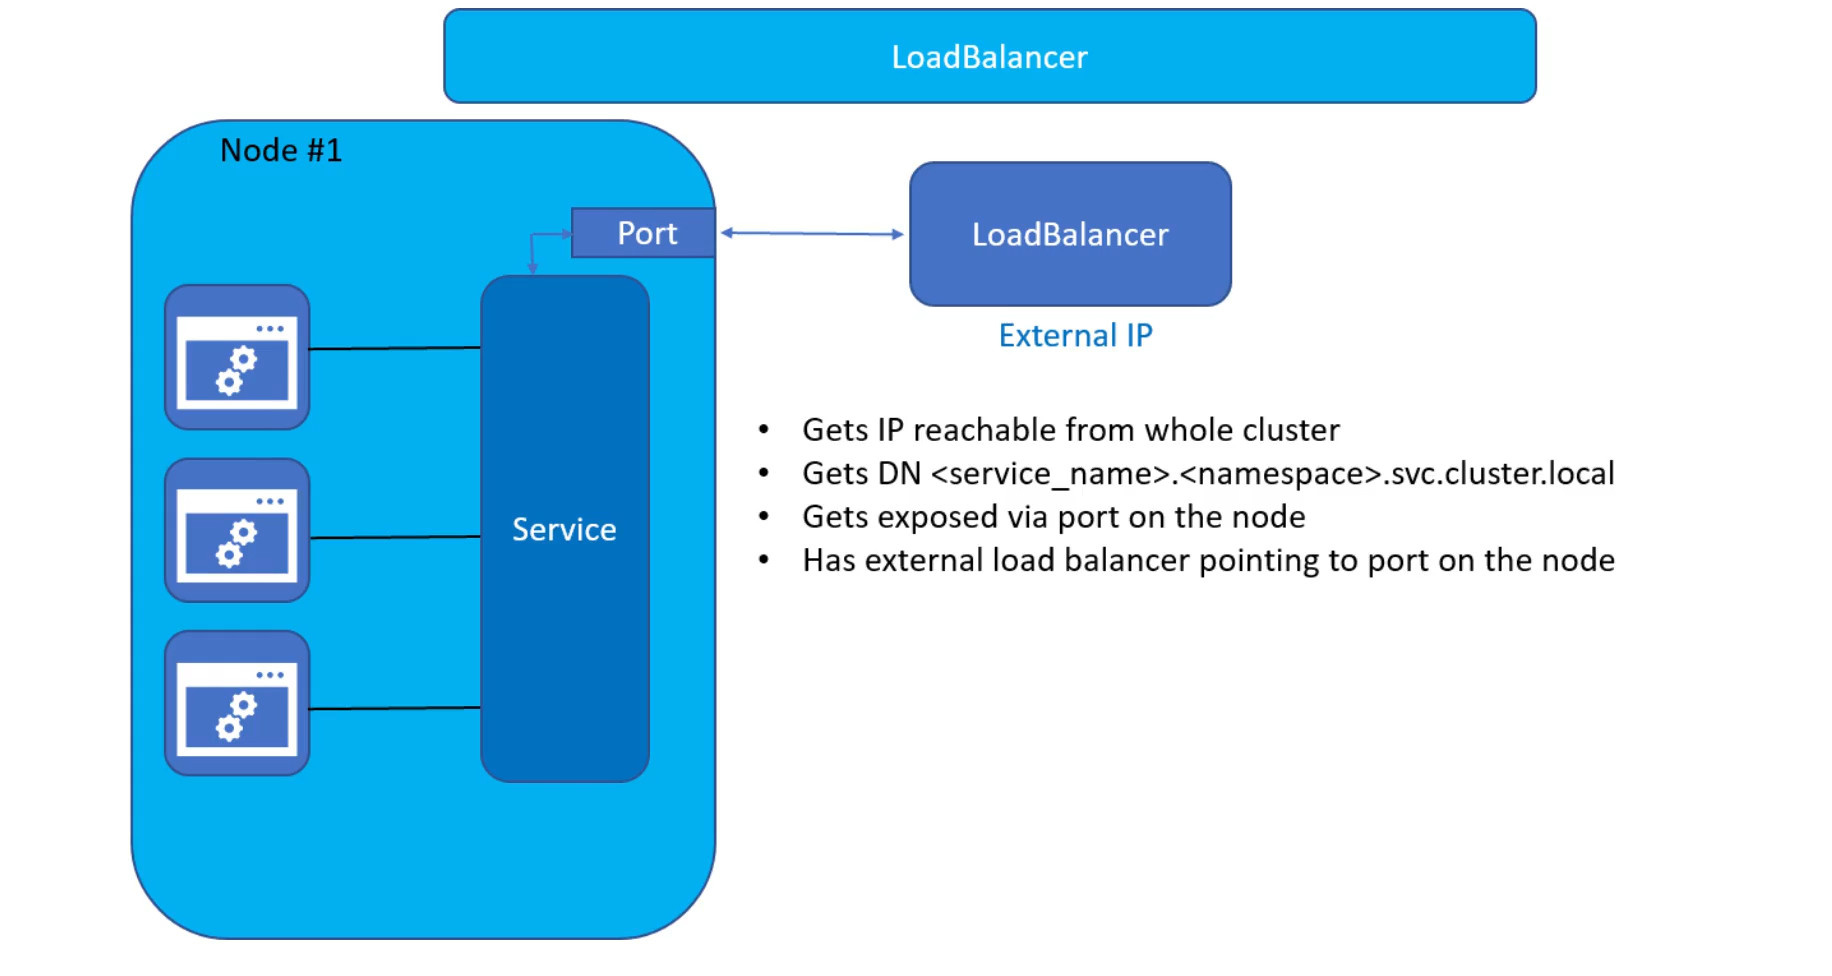 LoadBalancer
Node #1
Port
LoadBalancer
External IP
Service
• Gets IP reachable from whole cluster
• Gets DN <service_name>.<namespace>.svc.cluster.local
• Gets exposed via port on the node
• Has external load balancer pointing to port on the node